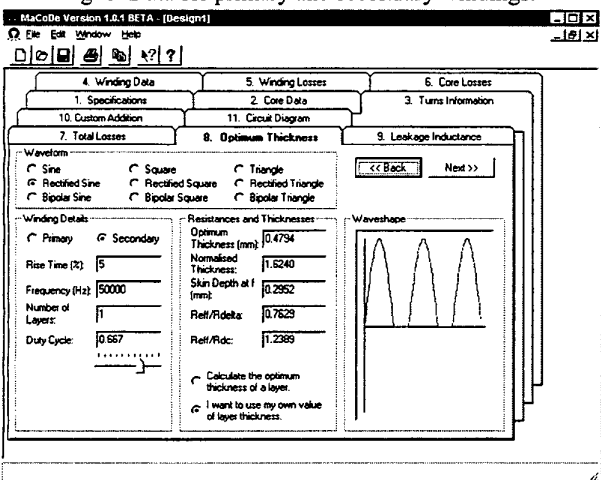 MaCoDe Version 1.0.1 BETA - [Design1]
File Edit Window Help
4. Winding Data 5. Winding Losses 6. Core Losses
1. Specifications 2. Core Data 3. Turns Information
10. Custom Addition 11. Circuit Diagram
7. Total Losses 8. Optimum Thickness 9. Leakage Inductance
Waveform
Sine Square Triangle
Rectified Sine Rectified Square Rectified Triangle
Bipolar Sine Bipolar Square Bipolar Triangle
<< Back Next >>
Winding Details
Primary Secondary
Rise Time (%): 5
Frequency (Hz): 50000
Number of
Layers: 1
Duty Cycle: 0.667
Resistances and Thicknesses
Optimum
Thickness (mm): 0.4794
Normalised
Thickness: 1.6240
Skin Depth at f
(mm): 0.2952
Reff/Rdelta: 0.7629
Reff/Rdc: 1.2389
Calculate the optimum
thickness of a layer.
I want to use my own value
of layer thickness.
Waveshape